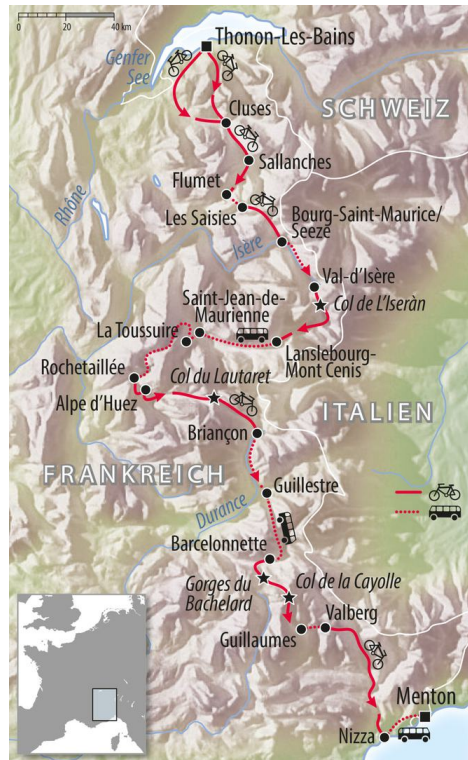 0
20
40 km
Thonon-Les-Bains
Genfer
See
SCHWEIZ
Cluses
Sallanches
Flumet
Rhône
Les Saisies
Bourg-Saint-Maurice/
Seeze
Isère
Val-d'Isère
Saint-Jean-de-
Maurienne
Col de L'Iseràn
La Toussuire
Rochetaillée
Col du Lautaret
Lanslebourg-
Mont Cenis
Alpe d'Huez
ITALIEN
Briançon
FRANKREICH
Guillestre
Durance
Barcelonnette
Gorges du
Bachelard
Col de la Cayolle
Valberg
Guillaumes
Menton
Nizza